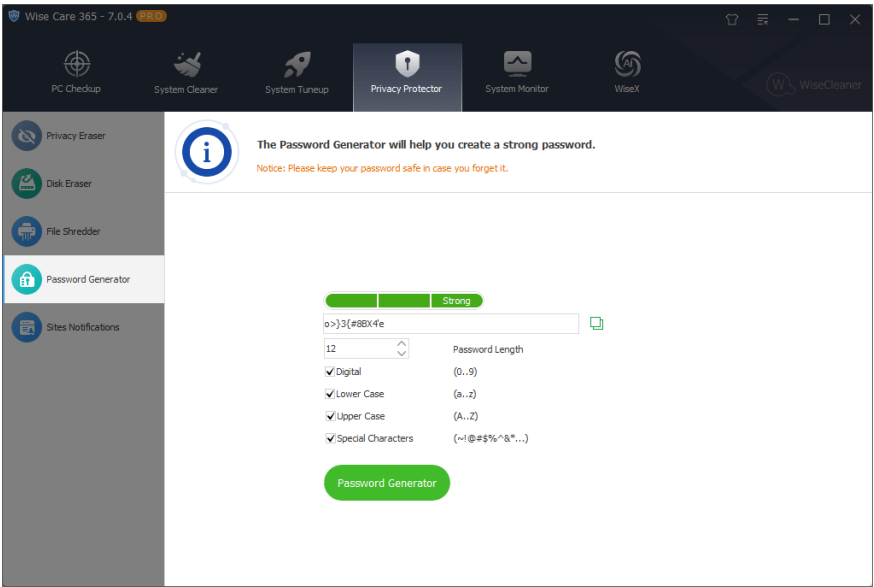 Wise Care 365 - 7.0.4 PRO
PC Checkup
System Cleaner
System Tuneup
Privacy Protector
System Monitor
AI
WiseX
W WiseCleaner
Privacy Eraser
Disk Eraser
File Shredder
Password Generator
Sites Notifications
i
The Password Generator will help you create a strong password.
Notice: Please keep your password safe in case you forget it.
Strong
o>}3{#8BX4'e
12 Password Length
Digital (0..9)
Lower Case (a..z)
Upper Case (A..Z)
Special Characters (~!@#$%^&*...)
Password Generator